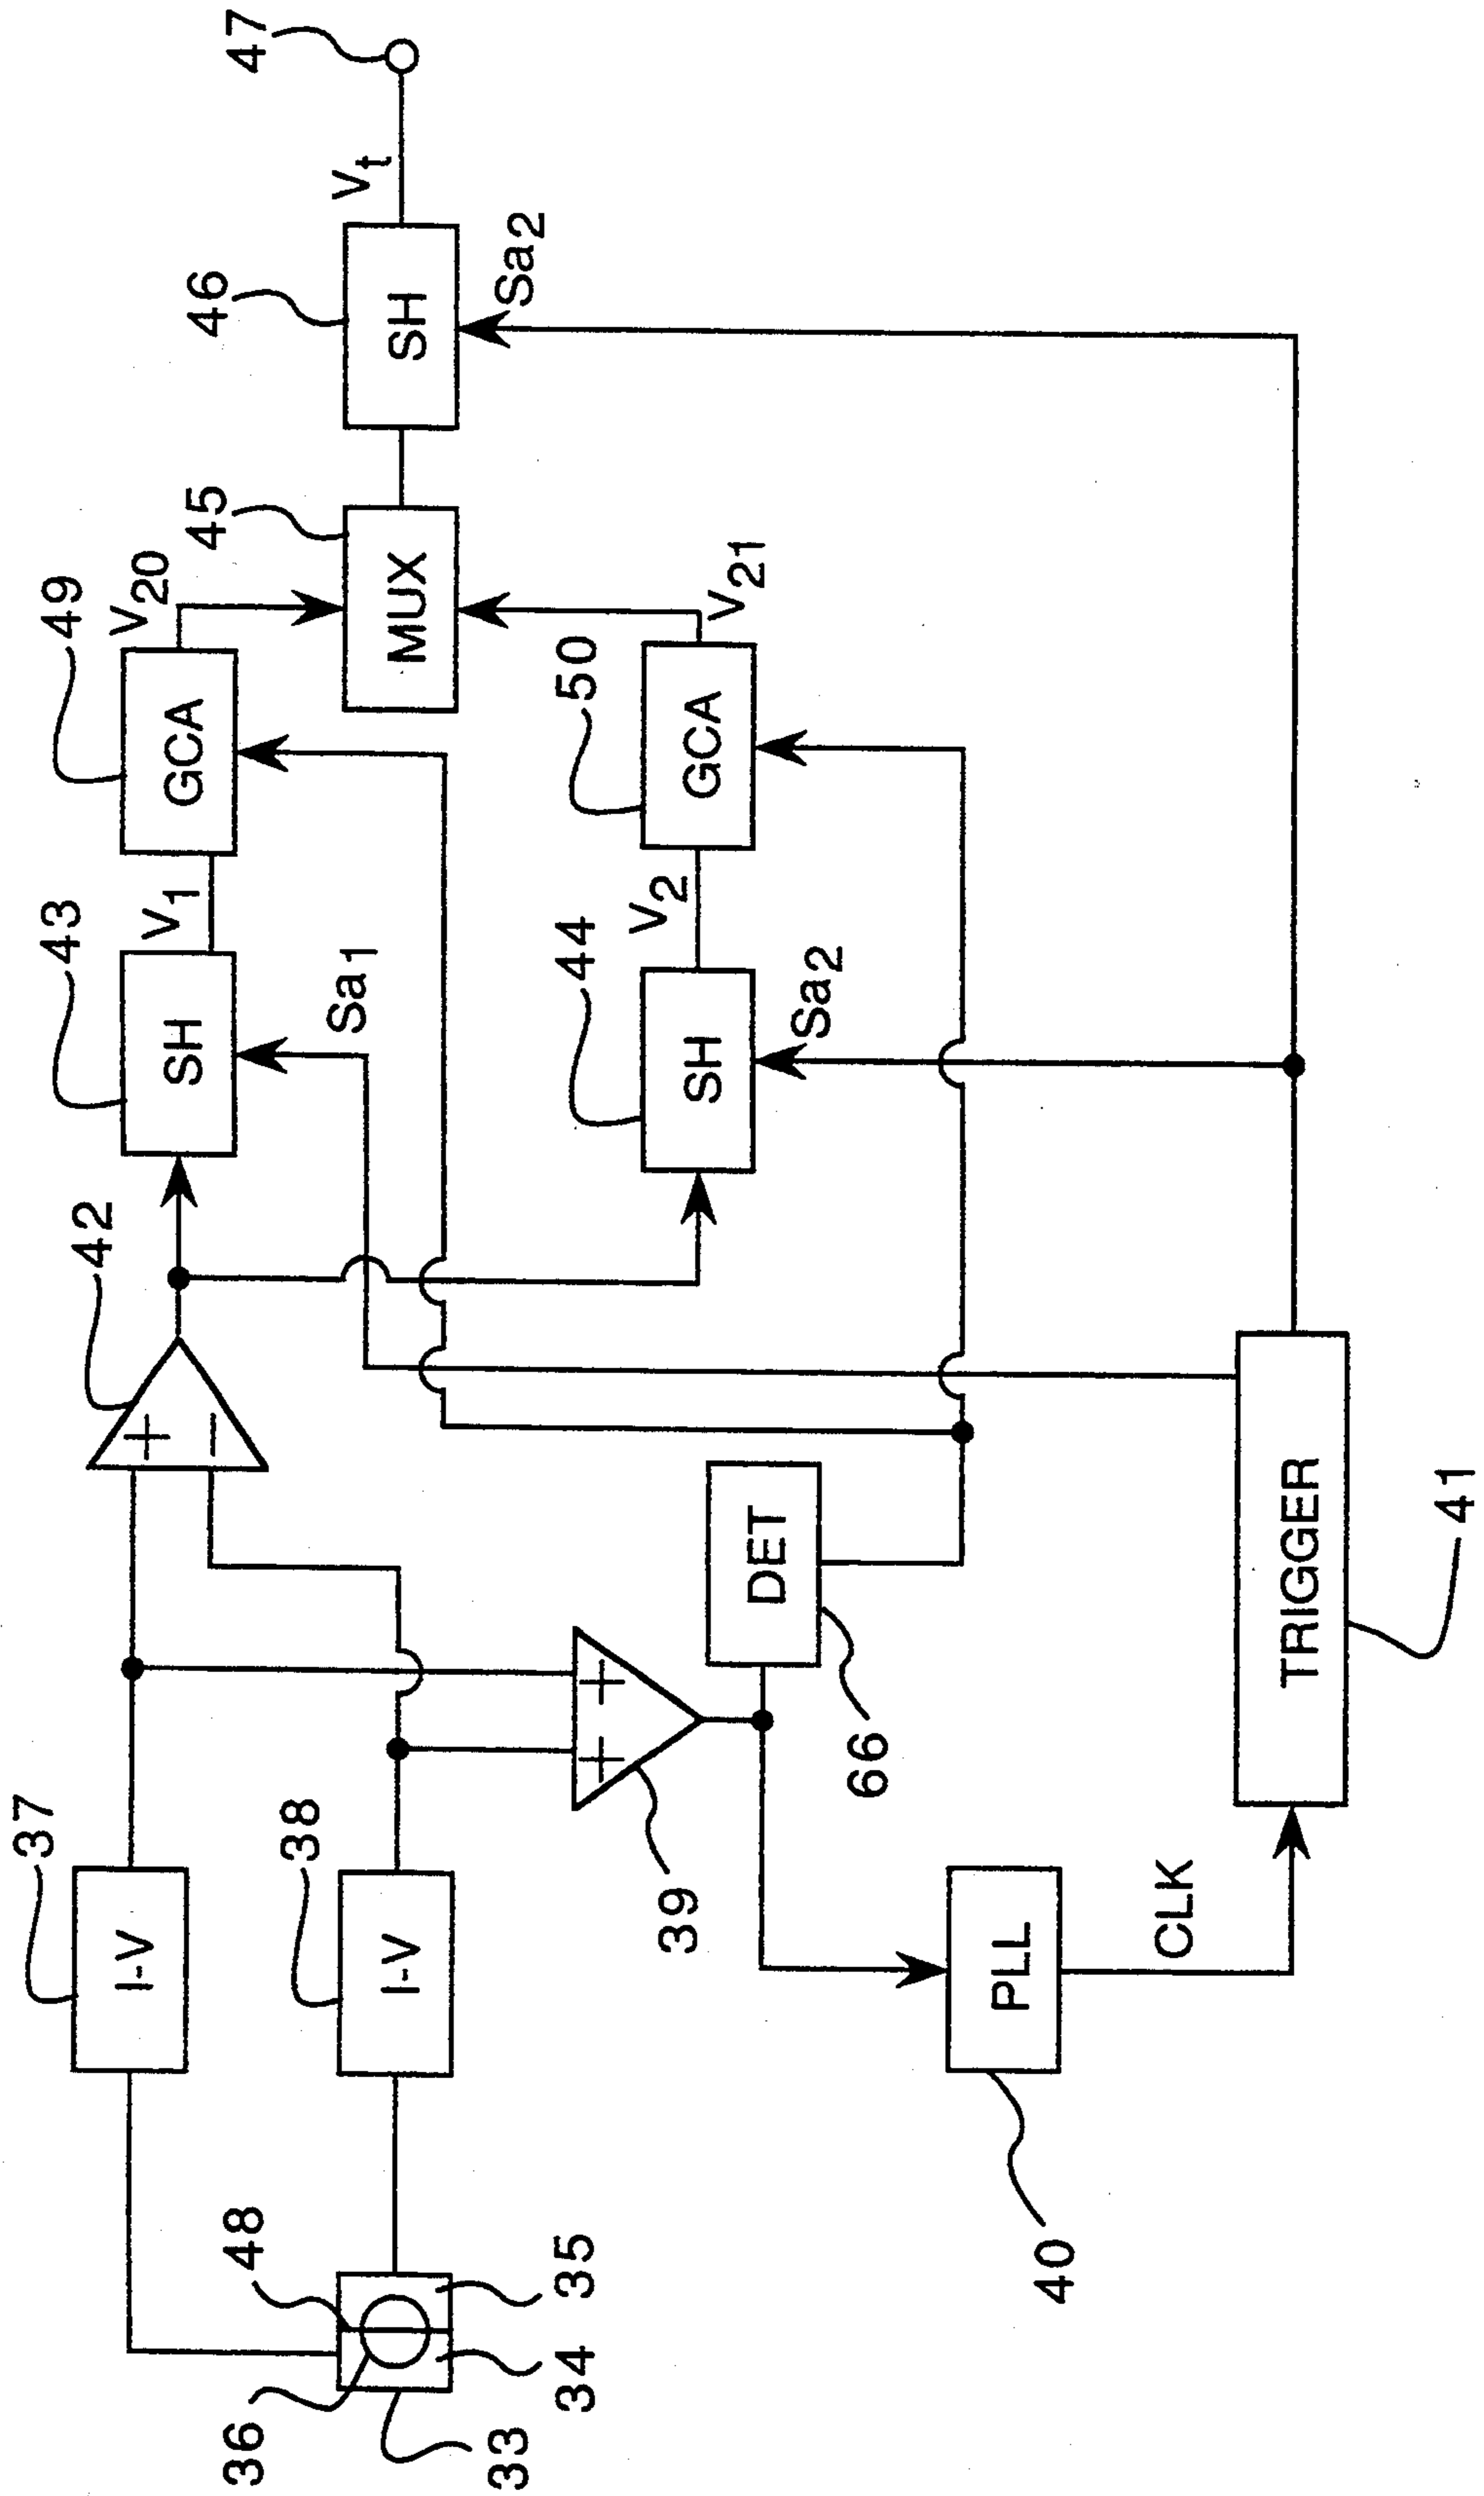 47
Vt
46
SH
Sa2
45
MUX
49
V20
GCA
50
V21
GCA
43
V1
SH
Sa1
44
V2
SH
Sa2
42
+
−
DET
66
TRIGGER
41
+
+
39
37
I-V
38
I-V
PLL
CLK
40
48
35
34
36
33